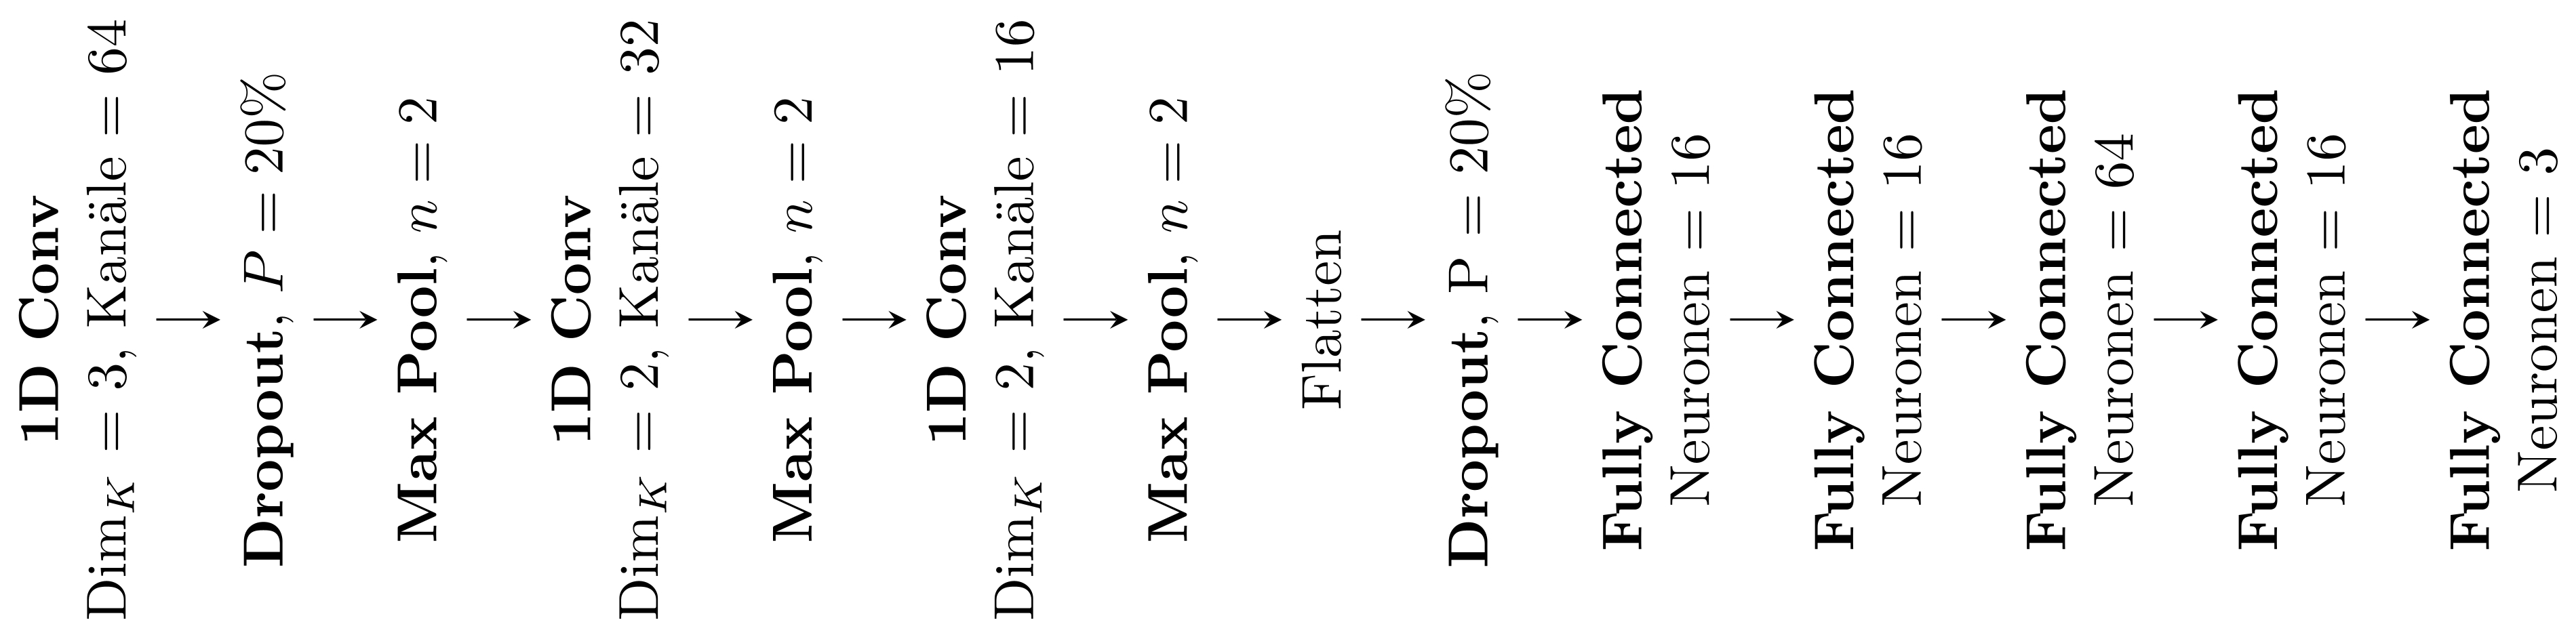 1D Conv
Dim_K = 3, Kanäle = 64
Dropout, P = 20%
Max Pool, n = 2
1D Conv
Dim_K = 2, Kanäle = 32
Max Pool, n = 2
1D Conv
Dim_K = 2, Kanäle = 16
Max Pool, n = 2
Flatten
Dropout, P = 20%
Fully Connected
Neuronen = 16
Fully Connected
Neuronen = 16
Fully Connected
Neuronen = 64
Fully Connected
Neuronen = 16
Fully Connected
Neuronen = 3